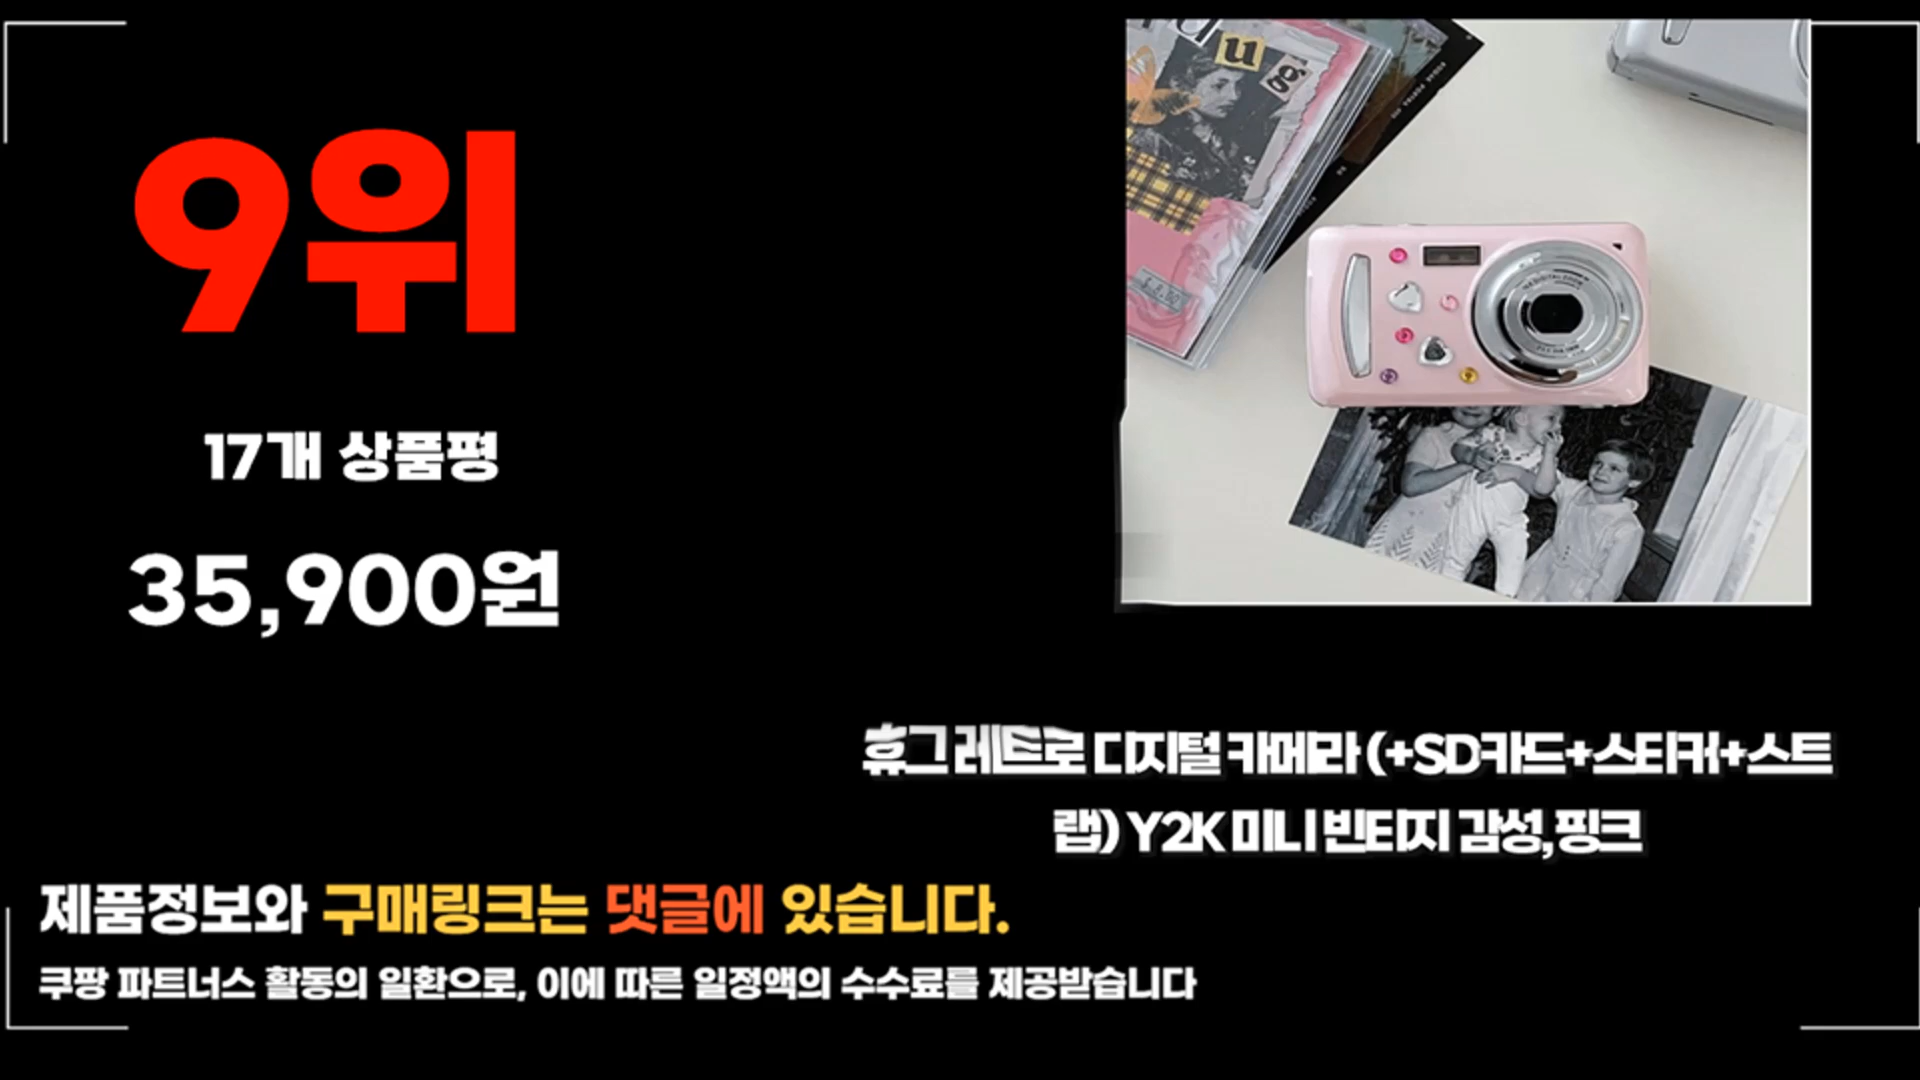 9위
17개 상품평
35,900원
u
g
휴그 레트로 디지털 카메라 (+SD카드+스티커+스트
랩) Y2K 미니 빈티지 감성, 핑크
제품정보와 구매링크는 댓글에 있습니다.
쿠팡 파트너스 활동의 일환으로, 이에 따른 일정액의 수수료를 제공받습니다